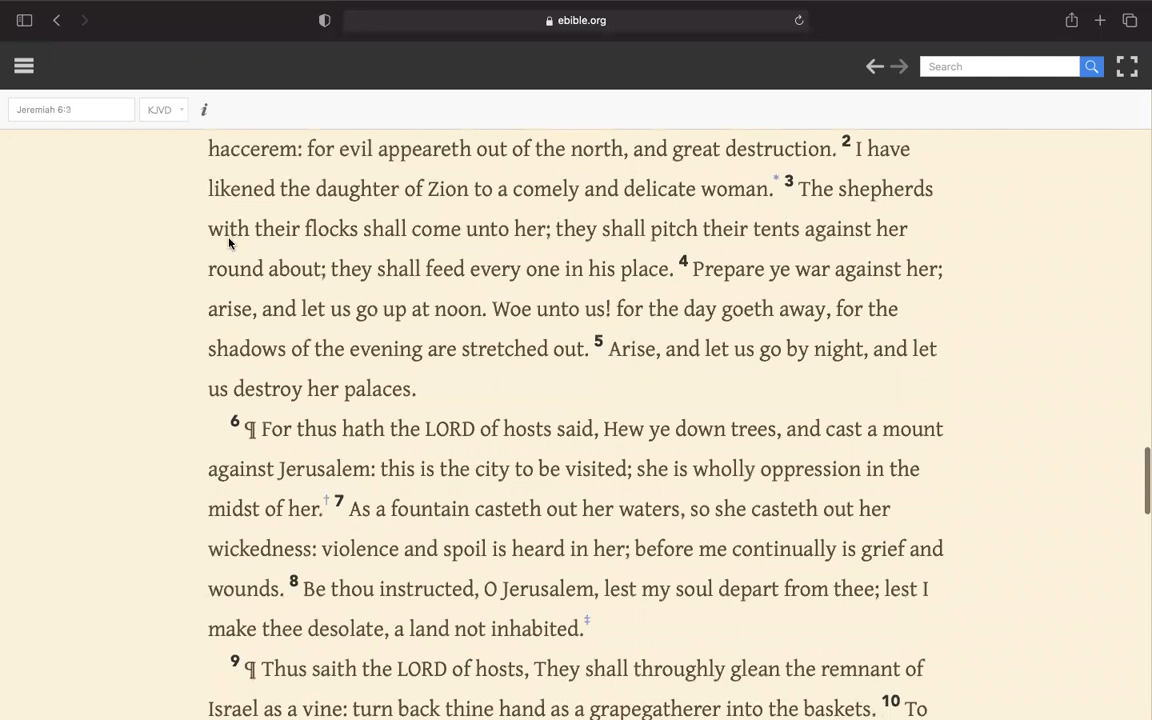 ebible.org
Search
Jeremiah 6:3 KJVD i
haccerem: for evil appeareth out of the north, and great destruction. 2 I have
likened the daughter of Zion to a comely and delicate woman.* 3 The shepherds
with their flocks shall come unto her; they shall pitch their tents against her
round about; they shall feed every one in his place. 4 Prepare ye war against her;
arise, and let us go up at noon. Woe unto us! for the day goeth away, for the
shadows of the evening are stretched out. 5 Arise, and let us go by night, and let
us destroy her palaces.
6 ¶ For thus hath the LORD of hosts said, Hew ye down trees, and cast a mount
against Jerusalem: this is the city to be visited; she is wholly oppression in the
midst of her.† 7 As a fountain casteth out her waters, so she casteth out her
wickedness: violence and spoil is heard in her; before me continually is grief and
wounds. 8 Be thou instructed, O Jerusalem, lest my soul depart from thee; lest I
make thee desolate, a land not inhabited.‡
9 ¶ Thus saith the LORD of hosts, They shall throughly glean the remnant of
Israel as a vine: turn back thine hand as a grapegatherer into the baskets. 10 To